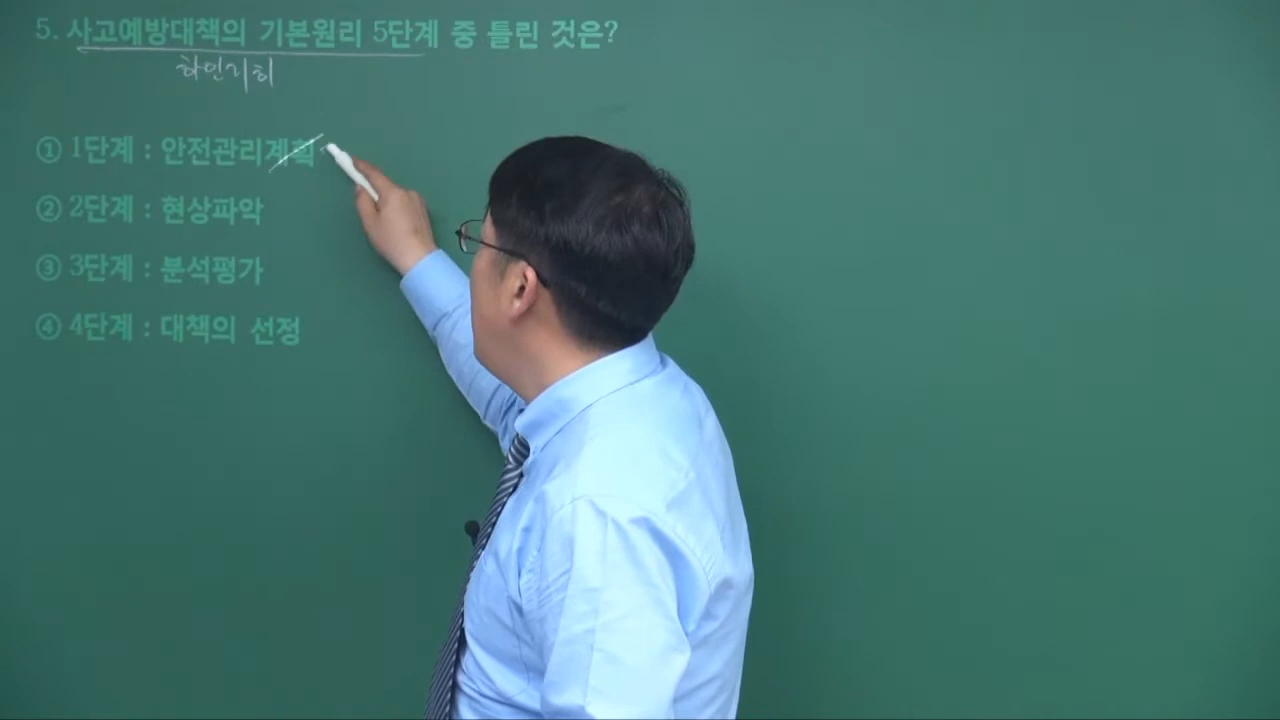 5. 사고예방대책의 기본원리 5단계 중 틀린 것은?
하인리히
① 1단계 : 안전관리계획
② 2단계 : 현상파악
③ 3단계 : 분석평가
④ 4단계 : 대책의 선정